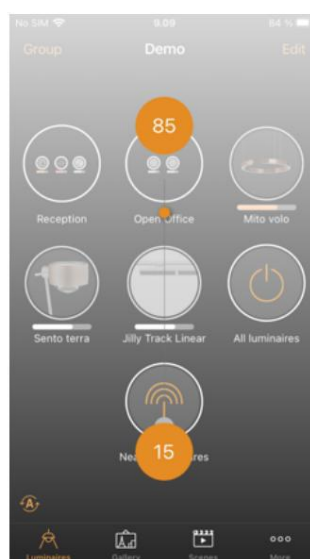 No SIM 9.09 84 %
Group Demo Edit
85
Reception Open Office Mito volo
Sento terra Jilly Track Linear All luminaires
15
A
Luminaires Gallery Scenes More